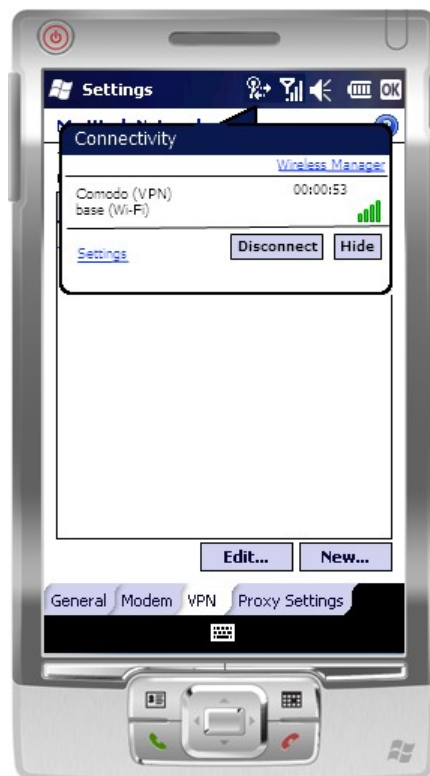 Settings
OK
Connectivity
Wireless Manager
Comodo (VPN) 00:00:53
base (Wi-Fi)
Settings Disconnect Hide
Edit... New...
General Modem VPN Proxy Settings